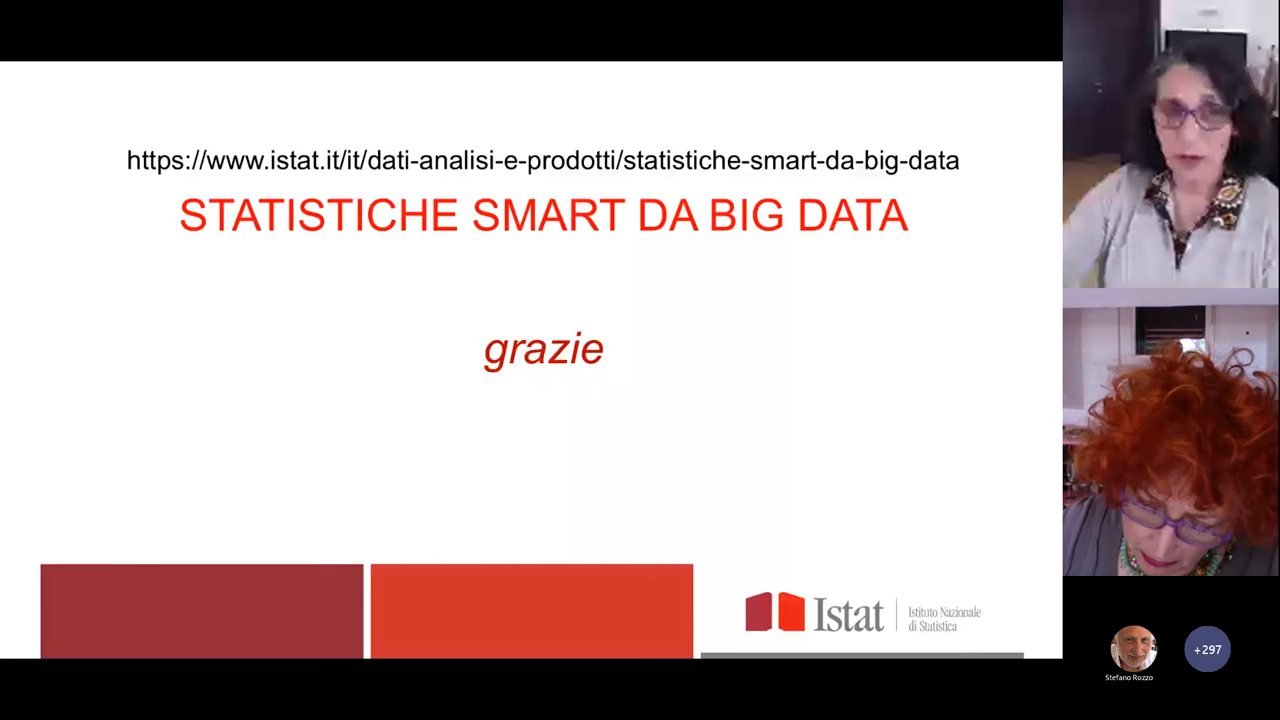 https://www.istat.it/it/dati-analisi-e-prodotti/statistiche-smart-da-big-data
STATISTICHE SMART DA BIG DATA
grazie
Istat
Istituto Nazionale
di Statistica
+297
Stefano Rozzo